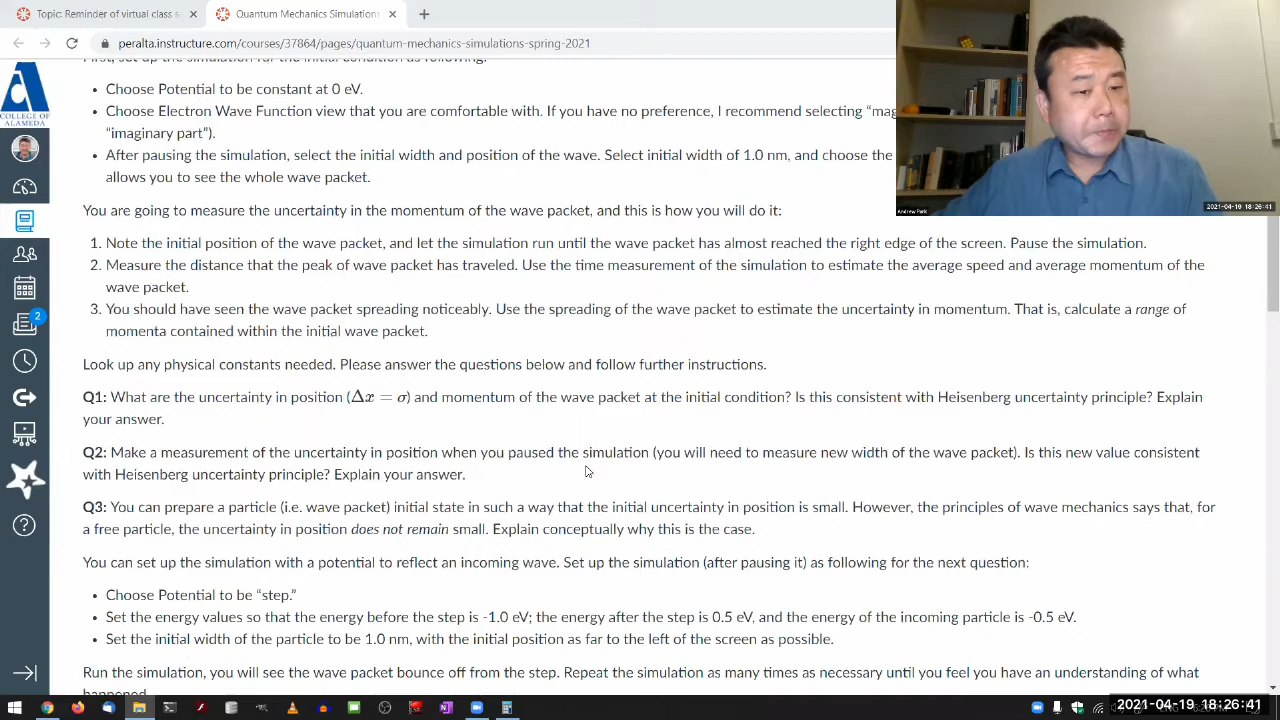 Topic: Reminder of virtual class s
Quantum Mechanics Simulations
peralta.instructure.com/courses/37864/pages/quantum-mechanics-simulations-spring-2021
First, set up the simulation for the initial condition as following:
• Choose Potential to be constant at 0 eV.
• Choose Electron Wave Function view that you are comfortable with. If you have no preference, I recommend selecting “mag
“imaginary part”).
• After pausing the simulation, select the initial width and position of the wave. Select initial width of 1.0 nm, and choose the
allows you to see the whole wave packet.
You are going to measure the uncertainty in the momentum of the wave packet, and this is how you will do it:
1. Note the initial position of the wave packet, and let the simulation run until the wave packet has almost reached the right edge of the screen. Pause the simulation.
2. Measure the distance that the peak of wave packet has traveled. Use the time measurement of the simulation to estimate the average speed and average momentum of the
wave packet.
3. You should have seen the wave packet spreading noticeably. Use the spreading of the wave packet to estimate the uncertainty in momentum. That is, calculate a range of
momenta contained within the initial wave packet.
Look up any physical constants needed. Please answer the questions below and follow further instructions.
Q1: What are the uncertainty in position (Δx = σ) and momentum of the wave packet at the initial condition? Is this consistent with Heisenberg uncertainty principle? Explain
your answer.
Q2: Make a measurement of the uncertainty in position when you paused the simulation (you will need to measure new width of the wave packet). Is this new value consistent
with Heisenberg uncertainty principle? Explain your answer.
Q3: You can prepare a particle (i.e. wave packet) initial state in such a way that the initial uncertainty in position is small. However, the principles of wave mechanics says that, for
a free particle, the uncertainty in position does not remain small. Explain conceptually why this is the case.
You can set up the simulation with a potential to reflect an incoming wave. Set up the simulation (after pausing it) as following for the next question:
• Choose Potential to be “step.”
• Set the energy values so that the energy before the step is -1.0 eV; the energy after the step is 0.5 eV, and the energy of the incoming particle is -0.5 eV.
• Set the initial width of the particle to be 1.0 nm, with the initial position as far to the left of the screen as possible.
Run the simulation, you will see the wave packet bounce off from the step. Repeat the simulation as many times as necessary until you feel you have an understanding of what
happened.
COLLEGE OF
ALAMEDA
2
Andrew Park
2021-04-19 18:26:41
2021-04-19 18:26:41